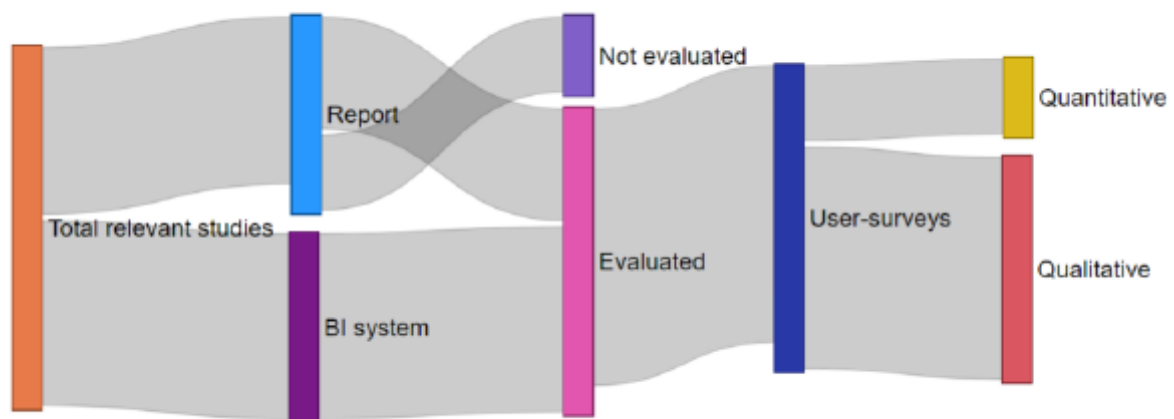 Total relevant studies
Report
BI system
Not evaluated
Evaluated
User-surveys
Quantitative
Qualitative